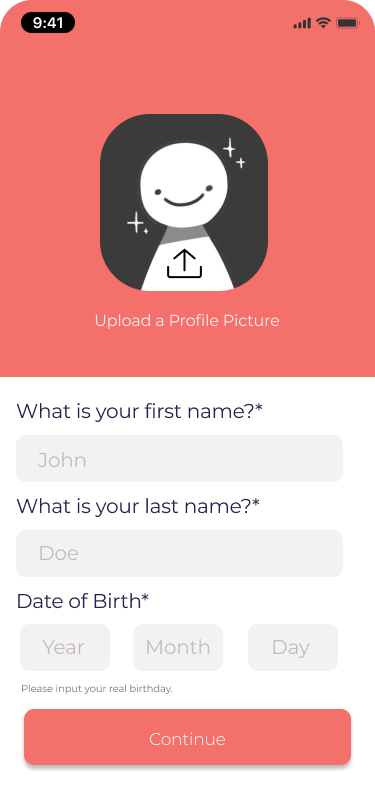 9:41
Upload a Profile Picture
What is your first name?*
John
What is your last name?*
Doe
Date of Birth*
Year Month Day
Please input your real birthday.
Continue